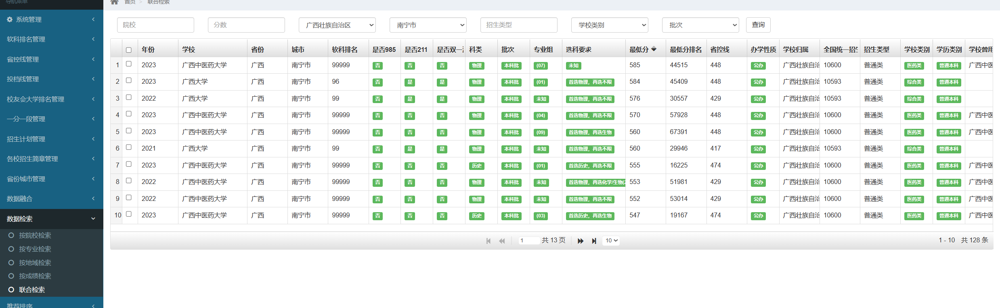 导航菜单
首页 > 联合检索
系统管理
软科排名管理
省控线管理
投档线管理
校友会大学排名管理
一分一段管理
招生计划管理
各校招生简章管理
省份城市管理
数据融合
数据检索
按院校检索
按专业检索
按地域检索
按成绩检索
联合检索
推荐排序
院校 分数 广西壮族自治区 南宁市 招生类型 学校类别 批次 查询
年份 学校 省份 城市 软科排名 是否985 是否211 是否双一 科类 批次 专业组 选科要求 最低分 最低分排名 省控线 办学性质 学校归属 全国统一招生 招生类型 学校类别 学历类别 学校曾用
1 2023 广西中医药大学 广西 南宁市 99999 否 否 否 物理 本科批 (07) 未知 585 44515 448 公办 广西壮族自治 10600 普通类 医药类 普通本科 广西中医
2 2023 广西大学 广西 南宁市 96 否 是 是 物理 本科批 (01) 首选物理，再选不限 584 45409 448 公办 广西壮族自治 10593 普通类 综合类 普通本科
3 2022 广西大学 广西 南宁市 99 否 是 是 物理 本科批 未知 首选物理，再选不限 576 30557 429 公办 广西壮族自治 10593 普通类 综合类 普通本科
4 2023 广西中医药大学 广西 南宁市 99999 否 否 否 物理 本科批 (04) 首选物理，再选不限 570 57928 448 公办 广西壮族自治 10600 普通类 医药类 普通本科 广西中医
5 2023 广西中医药大学 广西 南宁市 99999 否 否 否 物理 本科批 (09) 首选物理，再选生物 560 67391 448 公办 广西壮族自治 10600 普通类 医药类 普通本科 广西中医
6 2021 广西大学 广西 南宁市 99 否 是 是 物理 本科批 未知 首选物理，再选不限 560 29946 417 公办 广西壮族自治 10593 普通类 综合类 普通本科
7 2023 广西中医药大学 广西 南宁市 99999 否 否 否 历史 本科批 (01) 首选历史，再选不限 555 16225 474 公办 广西壮族自治 10600 普通类 医药类 普通本科 广西中医
8 2022 广西中医药大学 广西 南宁市 99999 否 否 否 物理 本科批 未知 首选物理，再选化学/生物(2 553 51981 429 公办 广西壮族自治 10600 普通类 医药类 普通本科 广西中医
9 2022 广西中医药大学 广西 南宁市 99999 否 否 否 物理 本科批 未知 首选物理，再选不限 552 53014 429 公办 广西壮族自治 10600 普通类 医药类 普通本科 广西中医
10 2023 广西中医药大学 广西 南宁市 99999 否 否 否 历史 本科批 (03) 首选历史，再选生物 547 19167 474 公办 广西壮族自治 10600 普通类 医药类 普通本科 广西中医
1 共 13 页 10 1 - 10 共 128 条